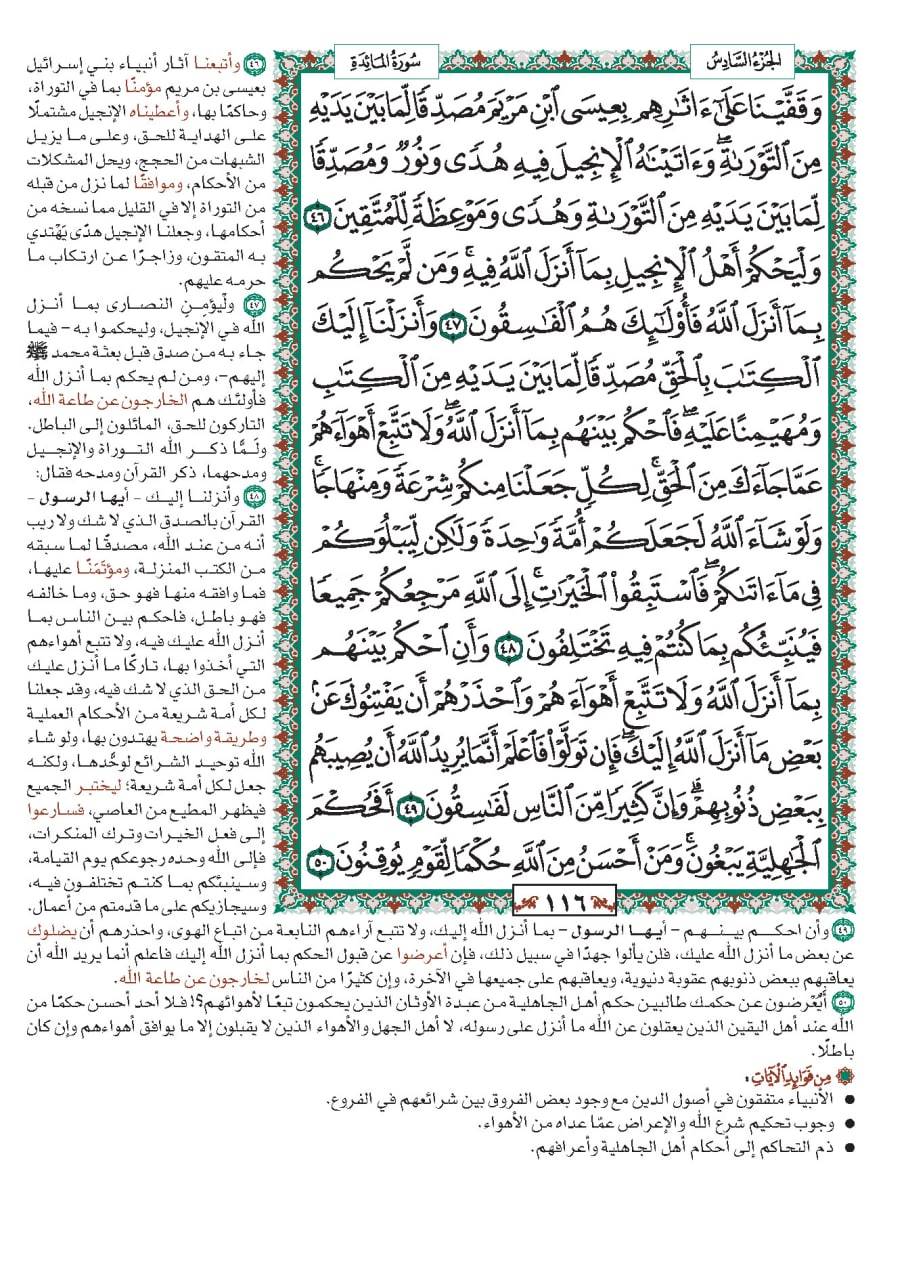 الجُزْءُ السَّادِسُ
سُورَةُ المَائِدَةِ
وَقَفَّيْنَا عَلَىٰٓ ءَاثَٰرِهِم بِعِيسَى ٱبْنِ مَرْيَمَ مُصَدِّقًا لِّمَا بَيْنَ يَدَيْهِ
مِنَ ٱلتَّوْرَىٰةِۖ وَءَاتَيْنَٰهُ ٱلْإِنجِيلَ فِيهِ هُدًى وَنُورٌ وَمُصَدِّقًا
لِّمَا بَيْنَ يَدَيْهِ مِنَ ٱلتَّوْرَىٰةِ وَهُدًى وَمَوْعِظَةً لِّلْمُتَّقِينَ ٤٦
وَلْيَحْكُمْ أَهْلُ ٱلْإِنجِيلِ بِمَآ أَنزَلَ ٱللَّهُ فِيهِۚ وَمَن لَّمْ يَحْكُم
بِمَآ أَنزَلَ ٱللَّهُ فَأُو۟لَٰٓئِكَ هُمُ ٱلْفَٰسِقُونَ ٤٧ وَأَنزَلْنَآ إِلَيْكَ
ٱلْكِتَٰبَ بِٱلْحَقِّ مُصَدِّقًا لِّمَا بَيْنَ يَدَيْهِ مِنَ ٱلْكِتَٰبِ
وَمُهَيْمِنًا عَلَيْهِۖ فَٱحْكُم بَيْنَهُم بِمَآ أَنزَلَ ٱللَّهُۖ وَلَا تَتَّبِعْ أَهْوَآءَهُمْ
عَمَّا جَآءَكَ مِنَ ٱلْحَقِّۚ لِكُلٍّ جَعَلْنَا مِنكُمْ شِرْعَةً وَمِنْهَاجًاۚ
وَلَوْ شَآءَ ٱللَّهُ لَجَعَلَكُمْ أُمَّةً وَٰحِدَةً وَلَٰكِن لِّيَبْلُوَكُمْ
فِى مَآ ءَاتَىٰكُمْۖ فَٱسْتَبِقُوا۟ ٱلْخَيْرَٰتِۚ إِلَى ٱللَّهِ مَرْجِعُكُمْ جَمِيعًا
فَيُنَبِّئُكُم بِمَا كُنتُمْ فِيهِ تَخْتَلِفُونَ ٤٨ وَأَنِ ٱحْكُم بَيْنَهُم
بِمَآ أَنزَلَ ٱللَّهُ وَلَا تَتَّبِعْ أَهْوَآءَهُمْ وَٱحْذَرْهُمْ أَن يَفْتِنُوكَ عَنۢ
بَعْضِ مَآ أَنزَلَ ٱللَّهُ إِلَيْكَۖ فَإِن تَوَلَّوْا۟ فَٱعْلَمْ أَنَّمَا يُرِيدُ ٱللَّهُ أَن يُصِيبَهُم
بِبَعْضِ ذُنُوبِهِمْۗ وَإِنَّ كَثِيرًا مِّنَ ٱلنَّاسِ لَفَٰسِقُونَ ٤٩ أَفَحُكْمَ
ٱلْجَٰهِلِيَّةِ يَبْغُونَۚ وَمَنْ أَحْسَنُ مِنَ ٱللَّهِ حُكْمًا لِّقَوْمٍ يُوقِنُونَ ٥٠
١١٦
٤٦ وأتبعنا آثار أنبياء بني إسرائيل
بعيسى بن مريم مؤمنًا بما في التوراة،
وحاكمًا بها، وأعطيناه الإنجيل مشتملًا
على الهداية للحق، وعلى ما يزيل
الشبهات من الحجج، ويحل المشكلات
من الأحكام، وموافقًا لما نزل من قبله
من التوراة إلا في القليل مما نسخه من
أحكامها، وجعلنا الإنجيل هدًى يَهْتدي
به المتقون، وزاجرًا عن ارتكاب ما
حرمه عليهم.
٤٧ ولْيؤمنِ النصارى بما أنزل
الله في الإنجيل، وليحكموا به – فيما
جاء به من صدق قبل بعثة محمد ﷺ
إليهم–، ومن لم يحكم بما أنزل الله
فأولئك هم الخارجون عن طاعة الله،
التاركون للحق، المائلون إلى الباطل.
ولَمَّا ذكر الله التوراة والإنجيل
ومدحهما، ذكر القرآن ومدحه فقال:
٤٨ وأنزلنا إليك – أيها الرسول –
القرآن بالصدق الذي لا شك ولا ريب
أنه من عند الله، مصدقًا لما سبقه
من الكتب المنزلة، ومؤتَمَنًا عليها،
فما وافقه منها فهو حق، وما خالفه
فهو باطل، فاحكم بين الناس بما
أنزل الله عليك فيه، ولا تتبع أهواءهم
التي أخذوا بها، تاركًا ما أنزل عليك
من الحق الذي لا شك فيه، وقد جعلنا
لكل أمة شريعة من الأحكام العملية
وطريقة واضحة يهتدون بها، ولو شاء
الله توحيد الشرائع لوحَّدها، ولكنه
جعل لكل أمة شريعة؛ ليختبر الجميع
فيظهر المطيع من العاصي، فسارعوا
إلى فعل الخيرات وترك المنكرات،
فإلى الله وحده رجوعكم يوم القيامة،
وسينبئكم بما كنتم تختلفون فيه،
وسيجازيكم على ما قدمتم من أعمال.
٤٩ وأن احكم بينهم – أيها الرسول – بما أنزل الله إليك، ولا تتبع آراءهم النابعة من اتباع الهوى، واحذرهم أن يضلوك
عن بعض ما أنزل الله عليك، فلن يألوا جهدًا في سبيل ذلك، فإن أعرضوا عن قبول الحكم بما أنزل الله إليك فاعلم أنما يريد الله أن
يعاقبهم ببعض ذنوبهم عقوبة دنيوية، ويعاقبهم على جميعها في الآخرة، وإن كثيرًا من الناس لخارجون عن طاعة الله.
٥٠ أيُعْرضون عن حكمك طالبين حكم أهل الجاهلية من عبدة الأوثان الذين يحكمون تبعًا لأهوائهم؟! فلا أحد أحسن حكمًا من
الله عند أهل اليقين الذين يعقلون عن الله ما أنزل على رسوله، لا أهل الجهل والأهواء الذين لا يقبلون إلا ما يوافق أهواءهم وإن كان
باطلًا.
مِن فَوَائِدِ الآيَاتِ:
● الأنبياء متفقون في أصول الدين مع وجود بعض الفروق بين شرائعهم في الفروع.
● وجوب تحكيم شرع الله والإعراض عمّا عداه من الأهواء.
● ذم التحاكم إلى أحكام أهل الجاهلية وأعرافهم.